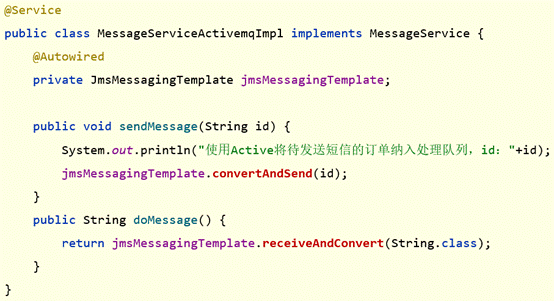 @Service
public class MessageServiceActivemqImpl implements MessageService {
    @Autowired
    private JmsMessagingTemplate jmsMessagingTemplate;

    public void sendMessage(String id) {
        System.out.println("使用Active将待发送短信的订单纳入处理队列，id："+id);
        jmsMessagingTemplate.convertAndSend(id);
    }
    public String doMessage() {
        return jmsMessagingTemplate.receiveAndConvert(String.class);
    }
}